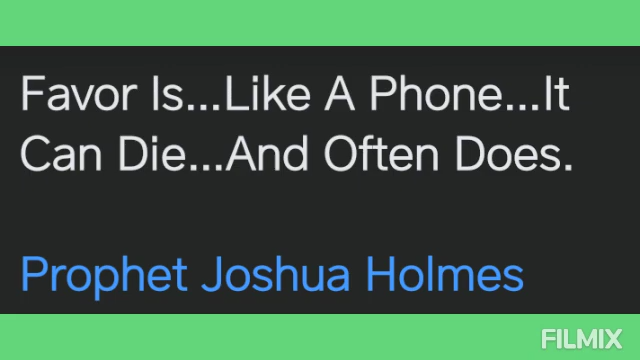 Favor Is...Like A Phone...It
Can Die...And Often Does.
Prophet Joshua Holmes
FILMIX